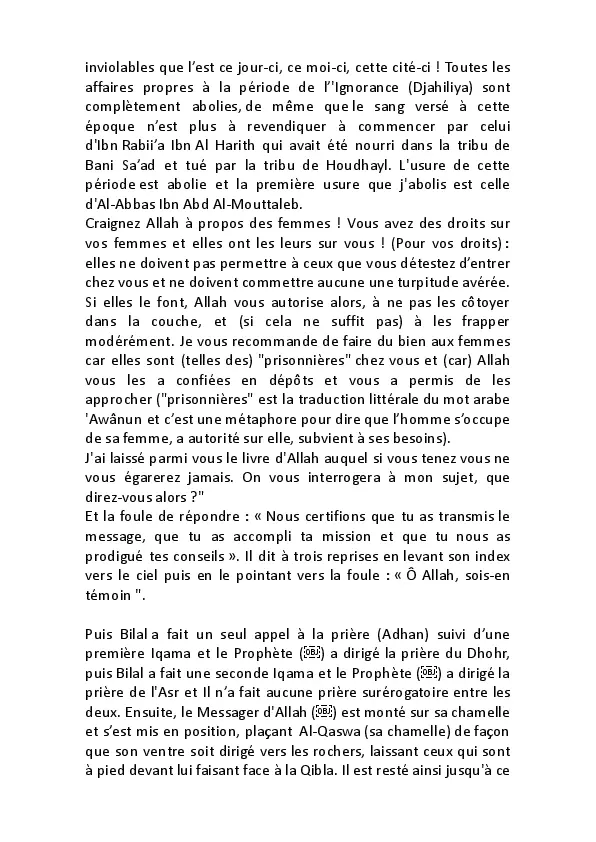 inviolables que l’est ce jour-ci, ce moi-ci, cette cité-ci ! Toutes les
affaires propres à la période de l’'Ignorance (Djahiliya) sont
complètement abolies, de même que le sang versé à cette
époque n’est plus à revendiquer à commencer par celui
d'Ibn Rabii’a Ibn Al Harith qui avait été nourri dans la tribu de
Bani Sa’ad et tué par la tribu de Houdhayl. L'usure de cette
période est abolie et la première usure que j'abolis est celle
d'Al-Abbas Ibn Abd Al-Mouttaleb.
Craignez Allah à propos des femmes ! Vous avez des droits sur
vos femmes et elles ont les leurs sur vous ! (Pour vos droits) :
elles ne doivent pas permettre à ceux que vous détestez d’entrer
chez vous et ne doivent commettre aucune une turpitude avérée.
Si elles le font, Allah vous autorise alors, à ne pas les côtoyer
dans la couche, et (si cela ne suffit pas) à les frapper
modérément. Je vous recommande de faire du bien aux femmes
car elles sont (telles des) "prisonnières" chez vous et (car) Allah
vous les a confiées en dépôts et vous a permis de les
approcher ("prisonnières" est la traduction littérale du mot arabe
'Awânun et c’est une métaphore pour dire que l’homme s’occupe
de sa femme, a autorité sur elle, subvient à ses besoins).
J'ai laissé parmi vous le livre d'Allah auquel si vous tenez vous ne
vous égarerez jamais. On vous interrogera à mon sujet, que
direz-vous alors ?"
Et la foule de répondre : « Nous certifions que tu as transmis le
message, que tu as accompli ta mission et que tu nous as
prodigué tes conseils ». Il dit à trois reprises en levant son index
vers le ciel puis en le pointant vers la foule : « Ô Allah, sois-en
témoin ".
Puis Bilal a fait un seul appel à la prière (Adhan) suivi d’une
première Iqama et le Prophète (￼) a dirigé la prière du Dhohr,
puis Bilal a fait une seconde Iqama et le Prophète (￼) a dirigé la
prière de l'Asr et Il n’a fait aucune prière surérogatoire entre les
deux. Ensuite, le Messager d'Allah (￼) est monté sur sa chamelle
et s’est mis en position, plaçant Al-Qaswa (sa chamelle) de façon
que son ventre soit dirigé vers les rochers, laissant ceux qui sont
à pied devant lui faisant face à la Qibla. Il est resté ainsi jusqu'à ce